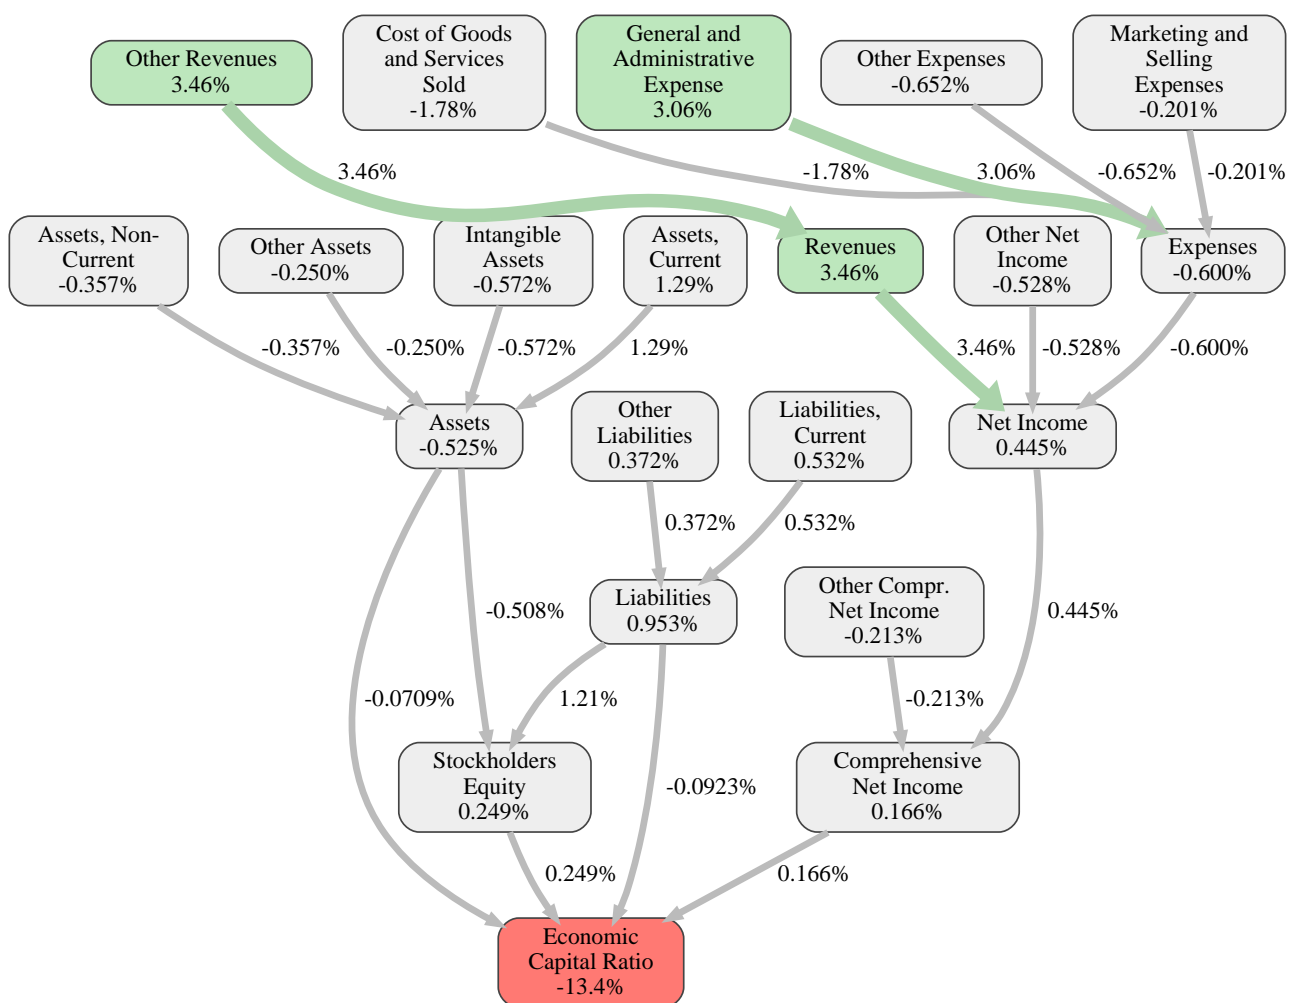 Other Revenues
3.46%
Cost of Goods
and Services
Sold
-1.78%
General and
Administrative
Expense
3.06%
Other Expenses
-0.652%
Marketing and
Selling
Expenses
-0.201%
3.46%
-1.78%
3.06%
-0.652%
-0.201%
Assets, Non-
Current
-0.357%
Other Assets
-0.250%
Intangible
Assets
-0.572%
Assets,
Current
1.29%
Revenues
3.46%
Other Net
Income
-0.528%
Expenses
-0.600%
-0.357%
-0.250%
-0.572%
1.29%
3.46%
-0.528%
-0.600%
Assets
-0.525%
Other
Liabilities
0.372%
Liabilities,
Current
0.532%
Net Income
0.445%
0.372%
0.532%
Liabilities
0.953%
Other Compr.
Net Income
-0.213%
-0.508%
0.445%
-0.0709%
1.21%
-0.213%
Stockholders
Equity
0.249%
-0.0923%
Comprehensive
Net Income
0.166%
0.249%
0.166%
Economic
Capital Ratio
-13.4%